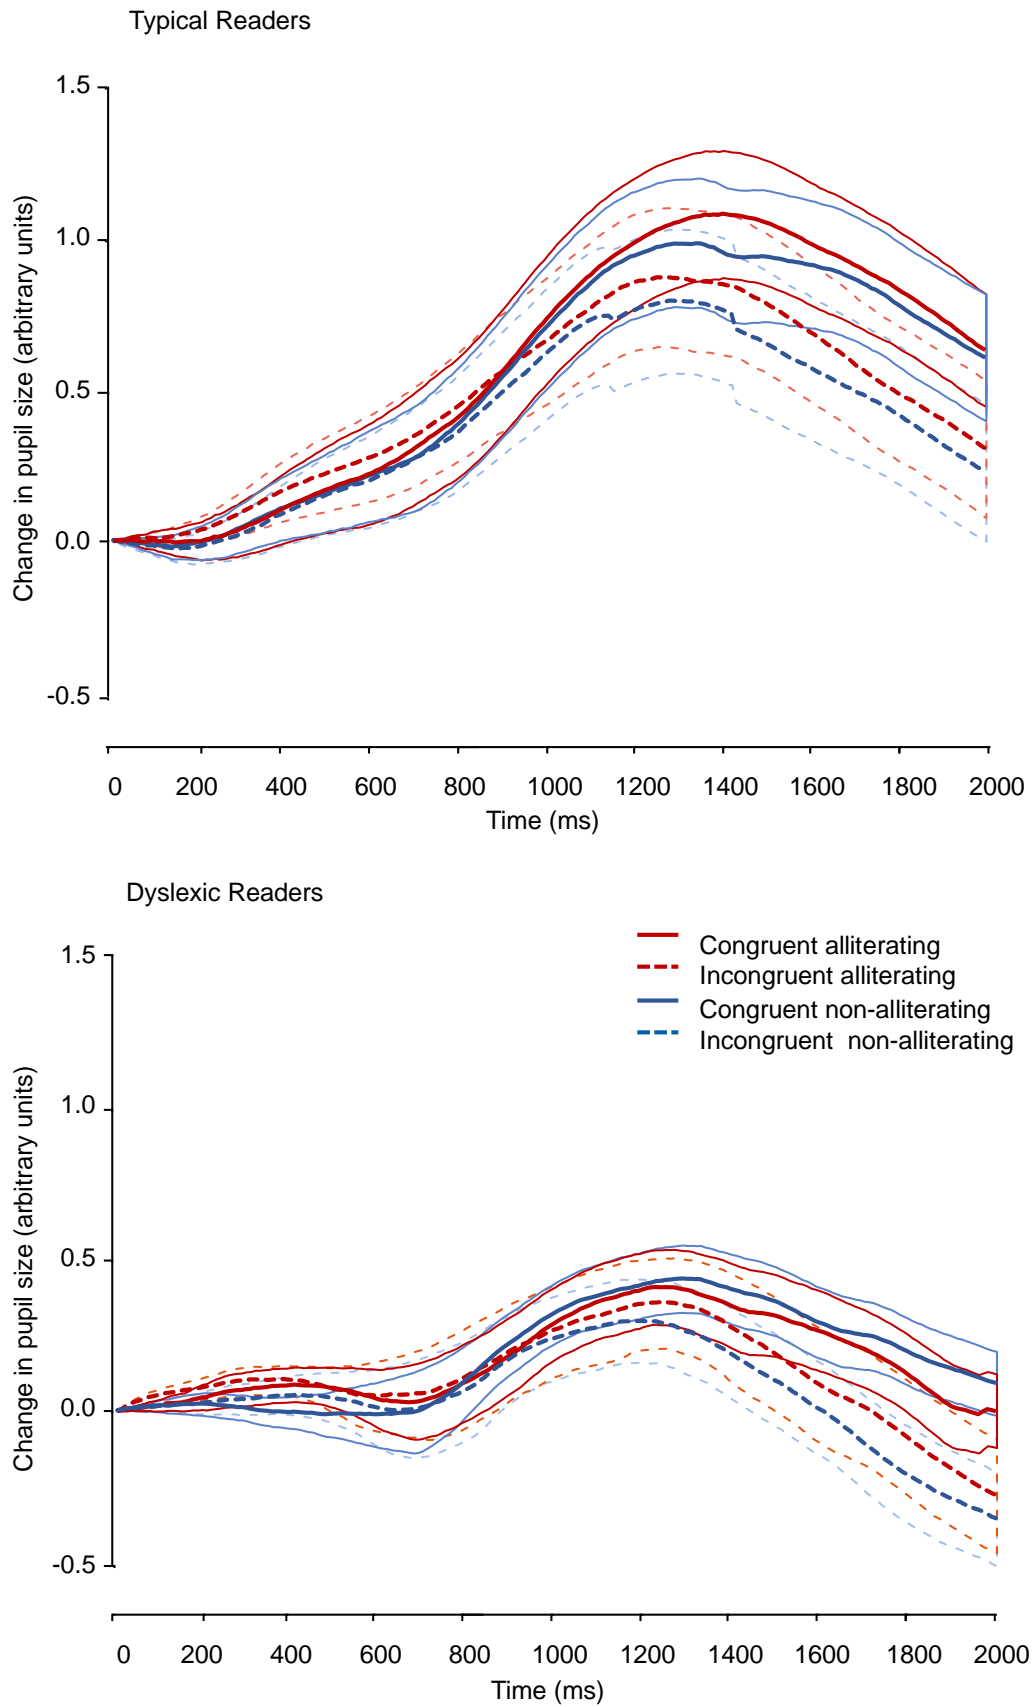 Typical Readers
1.5
1.0
0.5
0.0
-0.5
Change in pupil size (arbitrary units)
0 200 400 600 800 1000 1200 1400 1600 1800 2000
Time (ms)
Dyslexic Readers
Congruent alliterating
Incongruent alliterating
Congruent non-alliterating
Incongruent non-alliterating
1.5
1.0
0.5
0.0
-0.5
Change in pupil size (arbitrary units)
0 200 400 600 800 1000 1200 1400 1600 1800 2000
Time (ms)